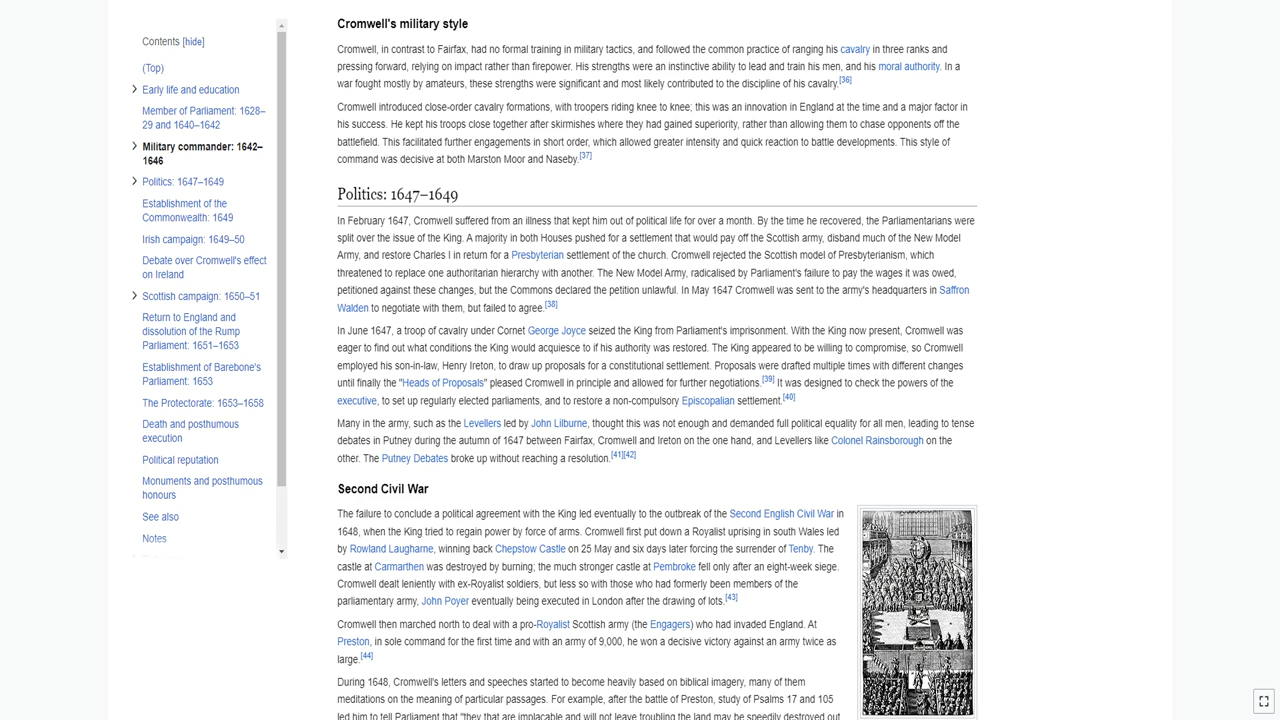 Contents [hide]
(Top)
Early life and education
Member of Parliament: 1628–
29 and 1640–1642
Military commander: 1642–
1646
Politics: 1647–1649
Establishment of the
Commonwealth: 1649
Irish campaign: 1649–50
Debate over Cromwell's effect
on Ireland
Scottish campaign: 1650–51
Return to England and
dissolution of the Rump
Parliament: 1651–1653
Establishment of Barebone's
Parliament: 1653
The Protectorate: 1653–1658
Death and posthumous
execution
Political reputation
Monuments and posthumous
honours
See also
Notes
Cromwell's military style
Cromwell, in contrast to Fairfax, had no formal training in military tactics, and followed the common practice of ranging his cavalry in three ranks and
pressing forward, relying on impact rather than firepower. His strengths were an instinctive ability to lead and train his men, and his moral authority. In a
war fought mostly by amateurs, these strengths were significant and most likely contributed to the discipline of his cavalry.[36]
Cromwell introduced close-order cavalry formations, with troopers riding knee to knee; this was an innovation in England at the time and a major factor in
his success. He kept his troops close together after skirmishes where they had gained superiority, rather than allowing them to chase opponents off the
battlefield. This facilitated further engagements in short order, which allowed greater intensity and quick reaction to battle developments. This style of
command was decisive at both Marston Moor and Naseby.[37]
Politics: 1647–1649
In February 1647, Cromwell suffered from an illness that kept him out of political life for over a month. By the time he recovered, the Parliamentarians were
split over the issue of the King. A majority in both Houses pushed for a settlement that would pay off the Scottish army, disband much of the New Model
Army, and restore Charles I in return for a Presbyterian settlement of the church. Cromwell rejected the Scottish model of Presbyterianism, which
threatened to replace one authoritarian hierarchy with another. The New Model Army, radicalised by Parliament's failure to pay the wages it was owed,
petitioned against these changes, but the Commons declared the petition unlawful. In May 1647 Cromwell was sent to the army's headquarters in Saffron
Walden to negotiate with them, but failed to agree.[38]
In June 1647, a troop of cavalry under Cornet George Joyce seized the King from Parliament's imprisonment. With the King now present, Cromwell was
eager to find out what conditions the King would acquiesce to if his authority was restored. The King appeared to be willing to compromise, so Cromwell
employed his son-in-law, Henry Ireton, to draw up proposals for a constitutional settlement. Proposals were drafted multiple times with different changes
until finally the "Heads of Proposals" pleased Cromwell in principle and allowed for further negotiations.[39] It was designed to check the powers of the
executive, to set up regularly elected parliaments, and to restore a non-compulsory Episcopalian settlement.[40]
Many in the army, such as the Levellers led by John Lilburne, thought this was not enough and demanded full political equality for all men, leading to tense
debates in Putney during the autumn of 1647 between Fairfax, Cromwell and Ireton on the one hand, and Levellers like Colonel Rainsborough on the
other. The Putney Debates broke up without reaching a resolution.[41][42]
Second Civil War
The failure to conclude a political agreement with the King led eventually to the outbreak of the Second English Civil War in
1648, when the King tried to regain power by force of arms. Cromwell first put down a Royalist uprising in south Wales led
by Rowland Laugharne, winning back Chepstow Castle on 25 May and six days later forcing the surrender of Tenby. The
castle at Carmarthen was destroyed by burning; the much stronger castle at Pembroke fell only after an eight-week siege.
Cromwell dealt leniently with ex-Royalist soldiers, but less so with those who had formerly been members of the
parliamentary army, John Poyer eventually being executed in London after the drawing of lots.[43]
Cromwell then marched north to deal with a pro-Royalist Scottish army (the Engagers) who had invaded England. At
Preston, in sole command for the first time and with an army of 9,000, he won a decisive victory against an army twice as
large.[44]
During 1648, Cromwell's letters and speeches started to become heavily based on biblical imagery, many of them
meditations on the meaning of particular passages. For example, after the battle of Preston, study of Psalms 17 and 105
led him to tell Parliament that "they that are implacable and will not leave troubling the land may be speedily destroyed out